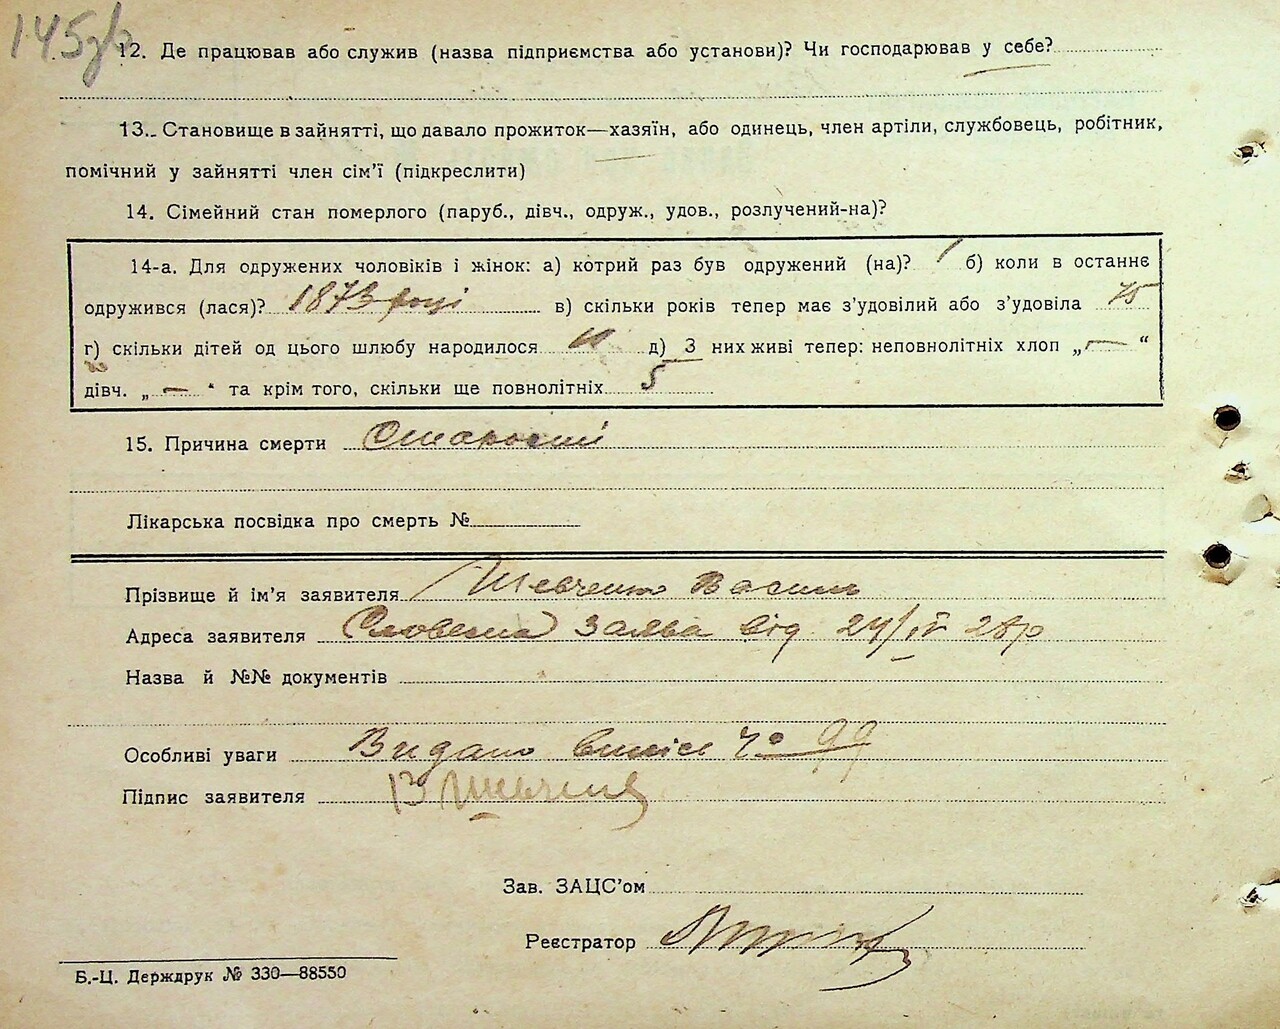 145зв
12. Де працював або служив (назва підприємства або установи)? Чи господарював у себе?
13. Становище в зайнятті, що давало прожиток—хазяїн, або одинець, член артіли, службовець, робітник,
помічний у зайнятті член сім'ї (підкреслити)
14. Сімейний стан померлого (паруб., дівч., одруж., удов., розлучений-на)?
14-а. Для одружених чоловіків і жінок: а) котрий раз був одружений (на)? 1 б) коли в останнє
одружився (лася)? 1873 році в) скільки років тепер має з'удовілий або з'удовіла 75
г) скільки дітей од цього шлюбу народилося д) З них живі тепер: неповнолітніх хлоп „—“
дівч. „—“ та крім того, скільки ще повнолітніх 5
15. Причина смерти Старости
Лікарська посвідка про смерть №
Прізвище й ім'я заявителя Шевченко Василь
Адреса заявителя Словесна заява від 24/IV 28р
Назва й №№ документів
Особливі уваги Видано випис № 99
Підпис заявителя В Шевченко
Зав. ЗАЦС'ом
Реєстратор
Б.-Ц. Держдрук № 330—88550